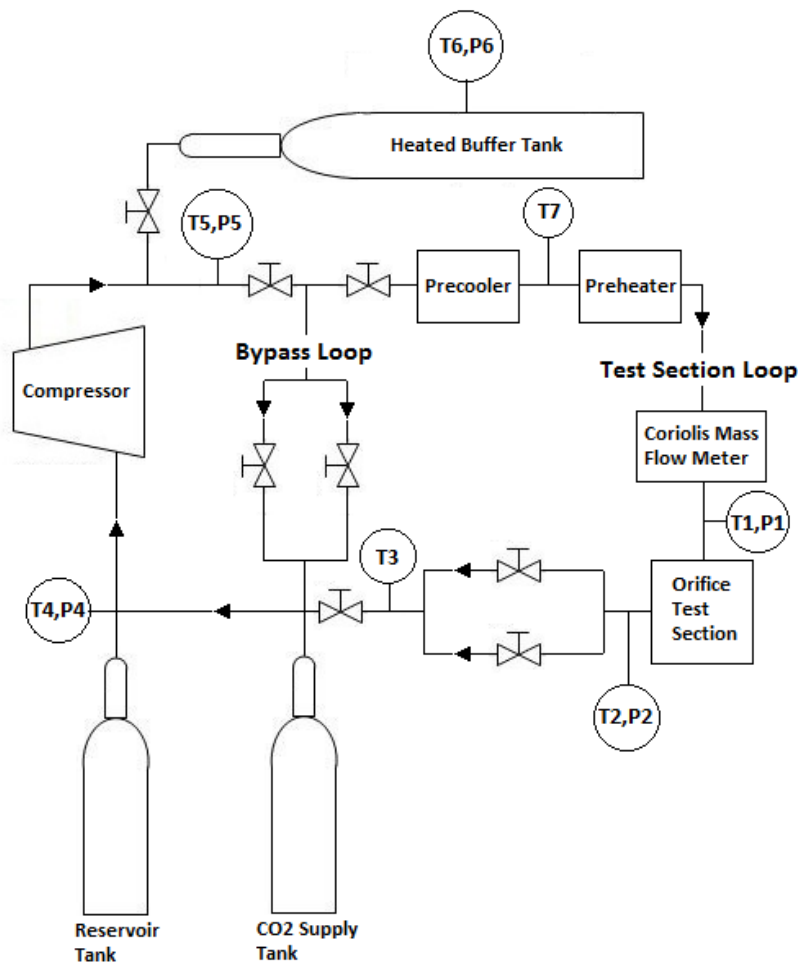 T6,P6
Heated Buffer Tank
T5,P5
T7
Precooler
Preheater
Bypass Loop
Test Section Loop
Compressor
Coriolis Mass
Flow Meter
T1,P1
T3
Orifice
Test
Section
T4,P4
T2,P2
Reservoir
Tank
CO2 Supply
Tank